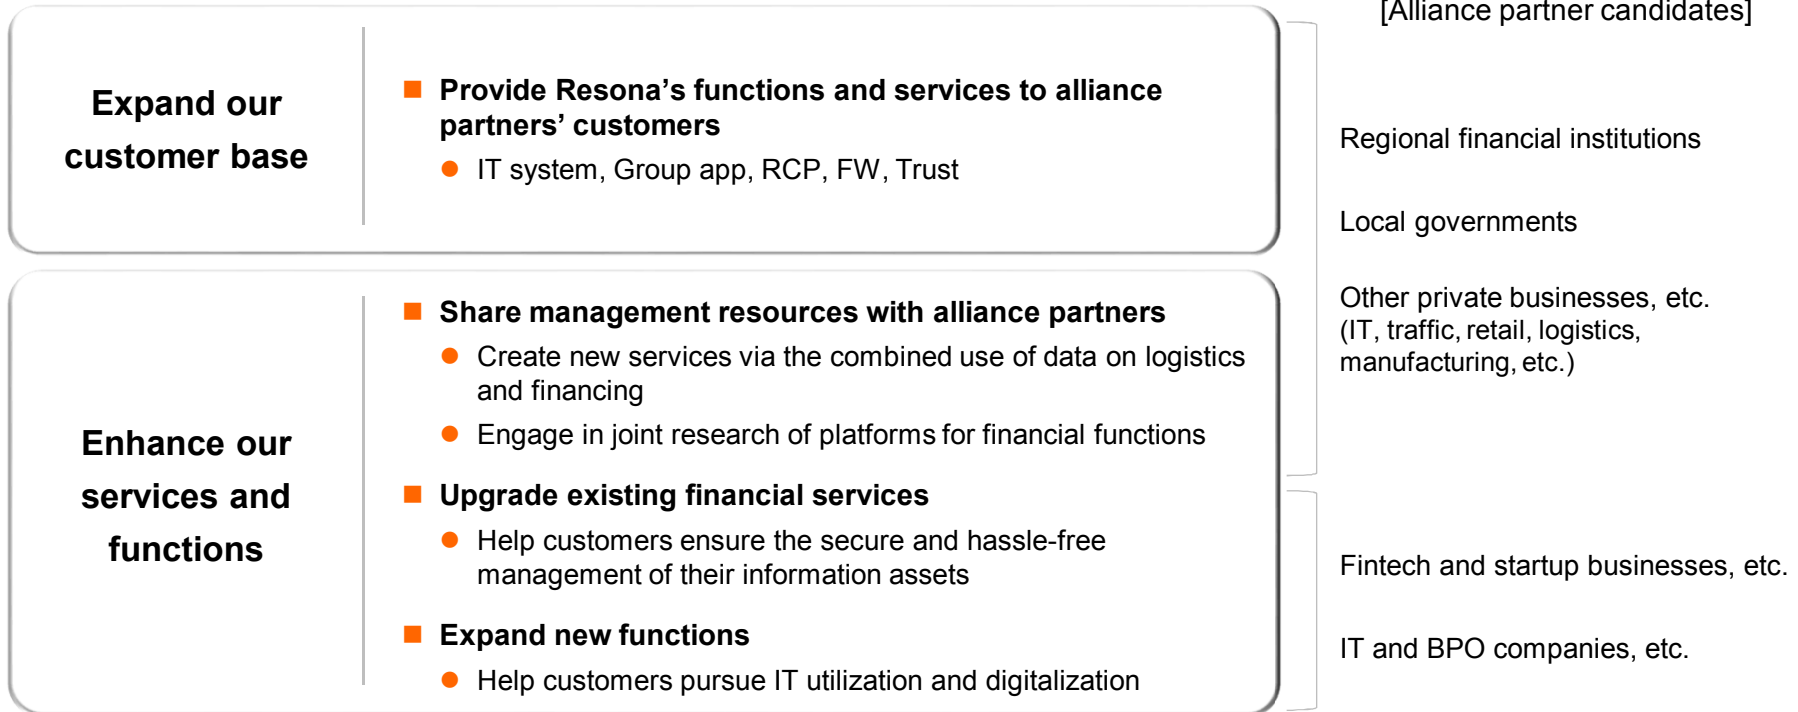 [Alliance partner candidates]
Expand our
customer base
Provide Resona’s functions and services to alliance
partners’ customers
IT system, Group app, RCP, FW, Trust
Regional financial institutions
Local governments
Other private businesses, etc.
(IT, traffic, retail, logistics,
manufacturing, etc.)
Enhance our
services and
functions
Share management resources with alliance partners
Create new services via the combined use of data on logistics
and financing
Engage in joint research of platforms for financial functions
Upgrade existing financial services
Help customers ensure the secure and hassle-free
management of their information assets
Expand new functions
Help customers pursue IT utilization and digitalization
Fintech and startup businesses, etc.
IT and BPO companies, etc.